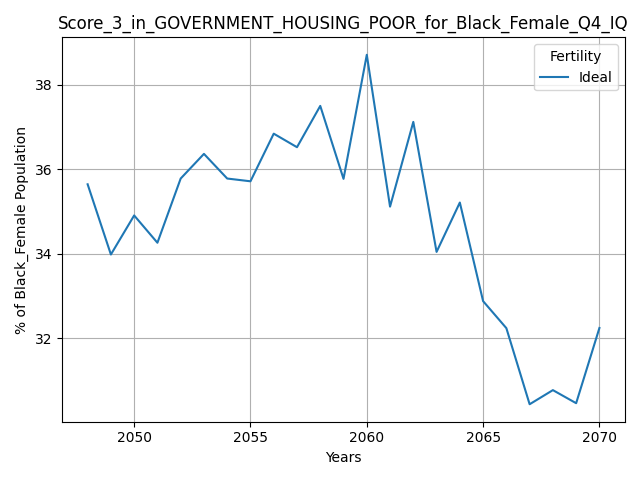 Score_3_in_GOVERNMENT_HOUSING_POOR_for_Black_Female_Q4_IQ
Fertility
Ideal
38
36
34
32
% of Black_Female Population
2050
2055
2060
2065
2070
Years